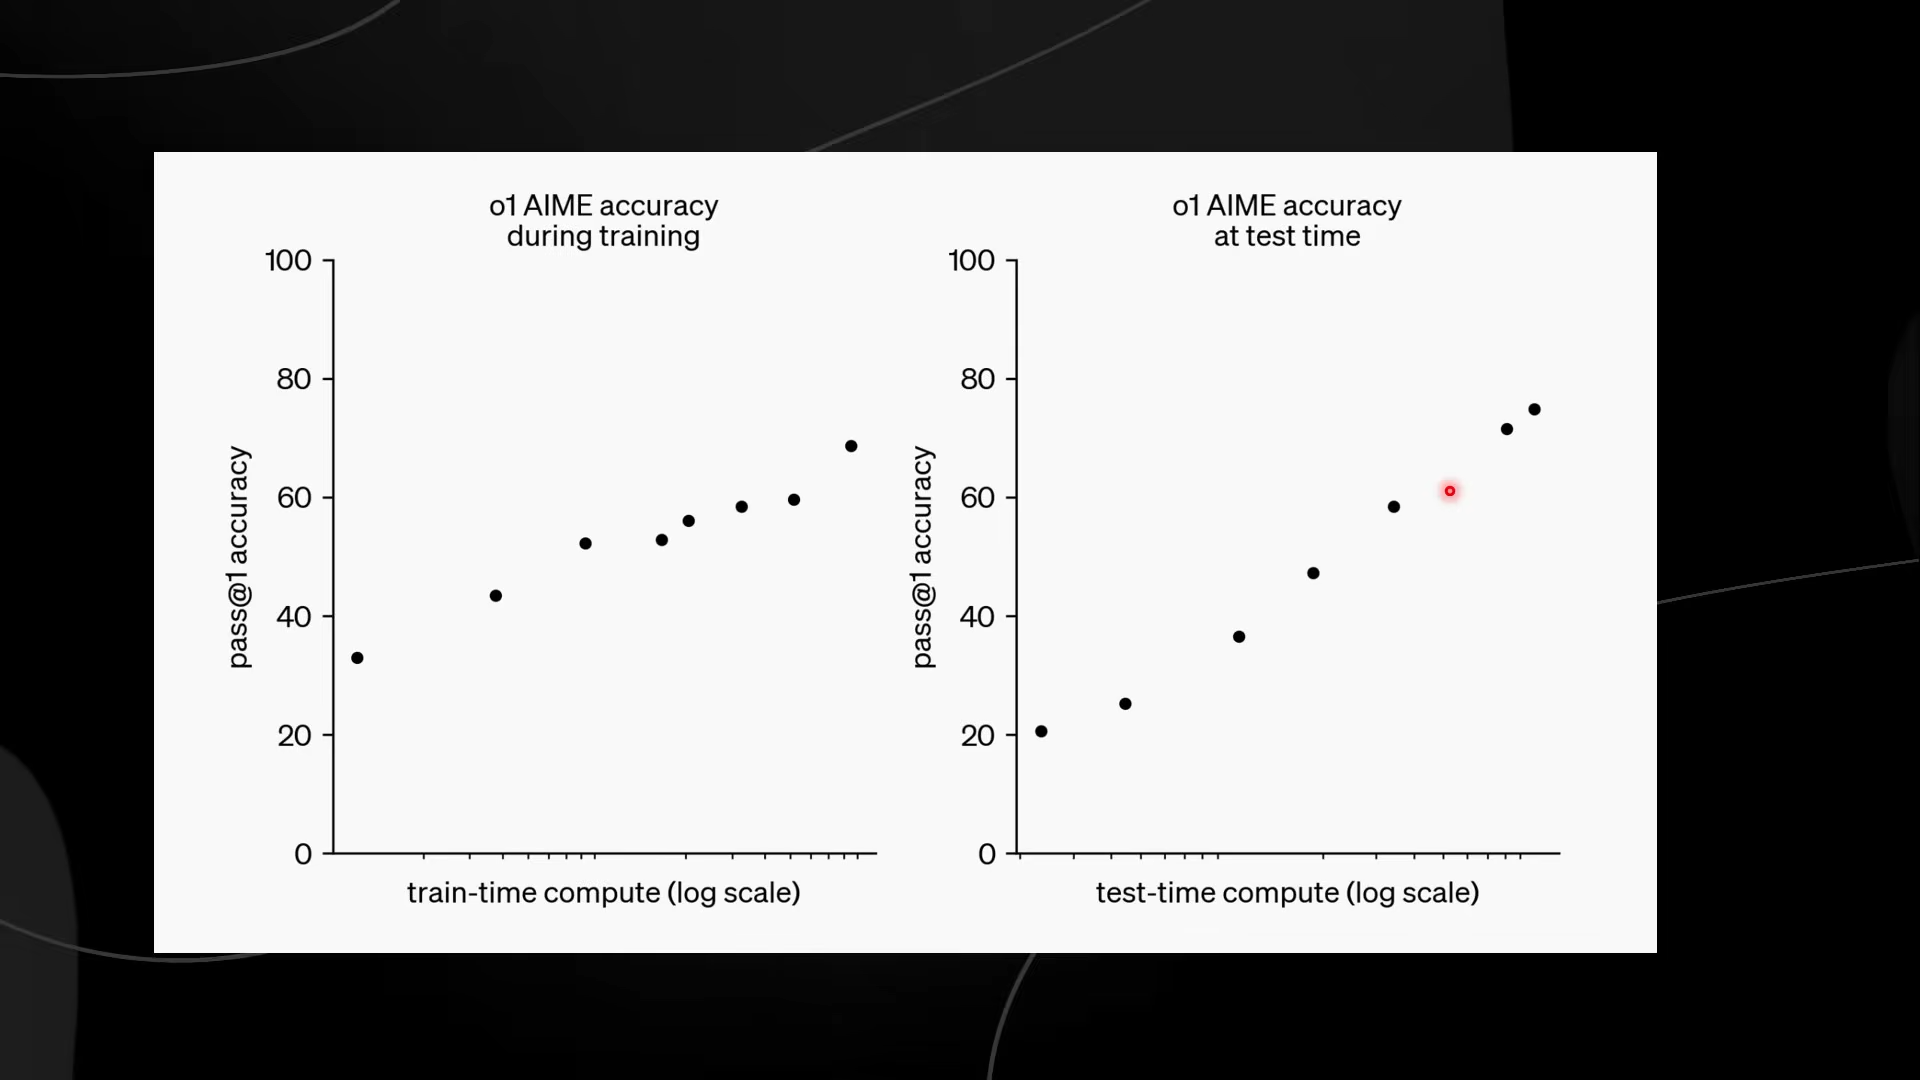 o1 AIME accuracy
during training
100
80
60
40
20
0
pass@1 accuracy
train-time compute (log scale)
o1 AIME accuracy
at test time
100
80
60
40
20
0
pass@1 accuracy
test-time compute (log scale)